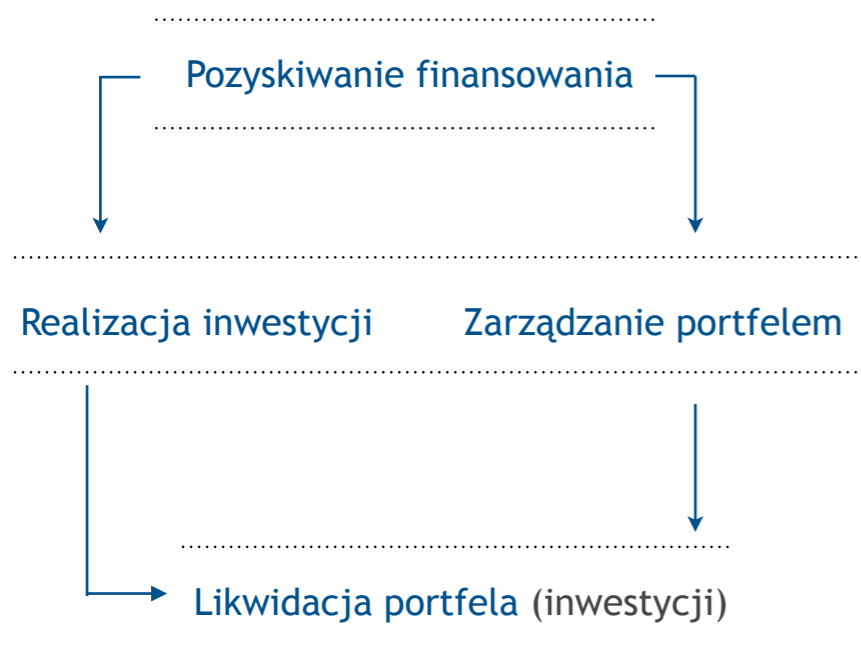 Pozyskiwanie finansowania
Realizacja inwestycji
Zarządzanie portfelem
Likwidacja portfela (inwestycji)